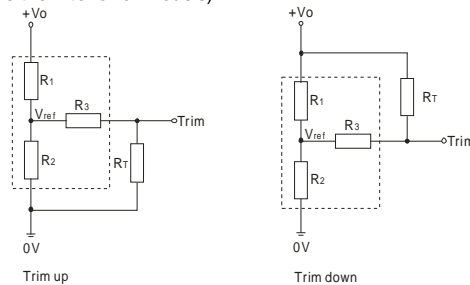 +Vo
R1
Vref
R3
Trim
R2
RT
0V
Trim up
+Vo
R1
RT
Vref
R3
Trim
R2
0V
Trim down